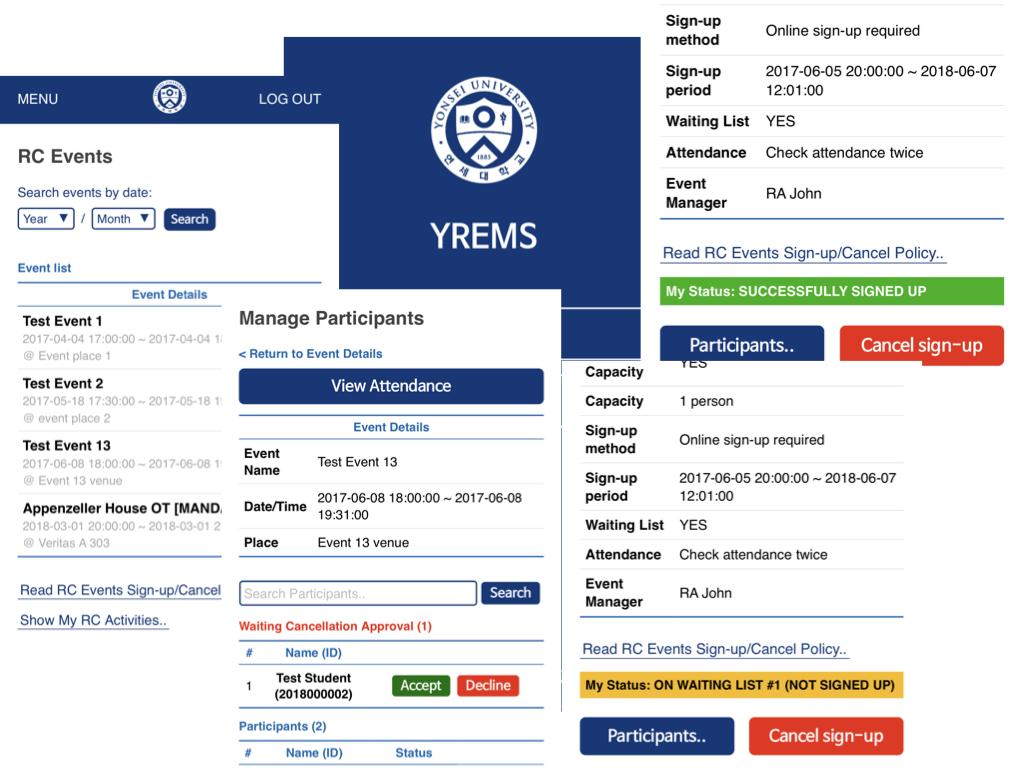 MENU
LOG OUT
RC Events
Search events by date:
Year ▼ / Month ▼ Search
Event list
Event Details
Test Event 1
2017-04-04 17:00:00 ~ 2017-04-04
@ Event place 1
Test Event 2
2017-05-18 17:30:00 ~ 2017-05-18
@ event place 2
Test Event 13
2017-06-08 18:00:00 ~ 2017-06-08
@ Event 13 venue
Appenzeller House OT [MAND
2018-03-01 20:00:00 ~ 2018-03-01
@ Veritas A 303
Read RC Events Sign-up/Cancel
Show My RC Activities..
YONSEI UNIVERSITY
1885
연세대학교
YREMS
Manage Participants
< Return to Event Details
View Attendance
Event Details
Event Name Test Event 13
Date/Time 2017-06-08 18:00:00 ~ 2017-06-08
19:31:00
Place Event 13 venue
Search Participants.. Search
Waiting Cancellation Approval (1)
# Name (ID)
1 Test Student (2018000002) Accept Decline
Participants (2)
# Name (ID) Status
Sign-up method Online sign-up required
Sign-up period 2017-06-05 20:00:00 ~ 2018-06-07
12:01:00
Waiting List YES
Attendance Check attendance twice
Event Manager RA John
Read RC Events Sign-up/Cancel Policy..
My Status: SUCCESSFULLY SIGNED UP
Participants.. Cancel sign-up
Capacity YES
Capacity 1 person
Sign-up method Online sign-up required
Sign-up period 2017-06-05 20:00:00 ~ 2018-06-07
12:01:00
Waiting List YES
Attendance Check attendance twice
Event Manager RA John
Read RC Events Sign-up/Cancel Policy..
My Status: ON WAITING LIST #1 (NOT SIGNED UP)
Participants.. Cancel sign-up